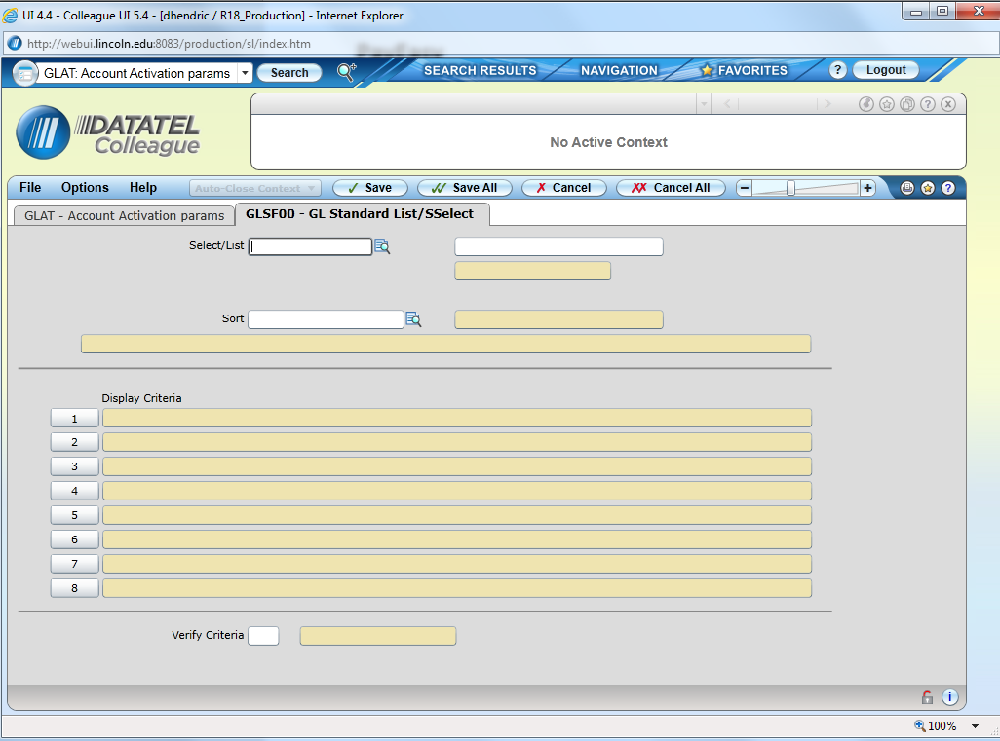 UI 4.4 - Colleague UI 5.4 - [dhendric / R18_Production] - Internet Explorer
http://webui.lincoln.edu:8083/production/sl/index.htm
GLAT: Account Activation params Search SEARCH RESULTS NAVIGATION FAVORITES ? Logout
DATATEL
Colleague
No Active Context
File Options Help Auto-Close Context Save Save All Cancel Cancel All
GLAT - Account Activation params GLSF00 - GL Standard List/SSelect
Select/List
Sort
Display Criteria
1
2
3
4
5
6
7
8
Verify Criteria
100%